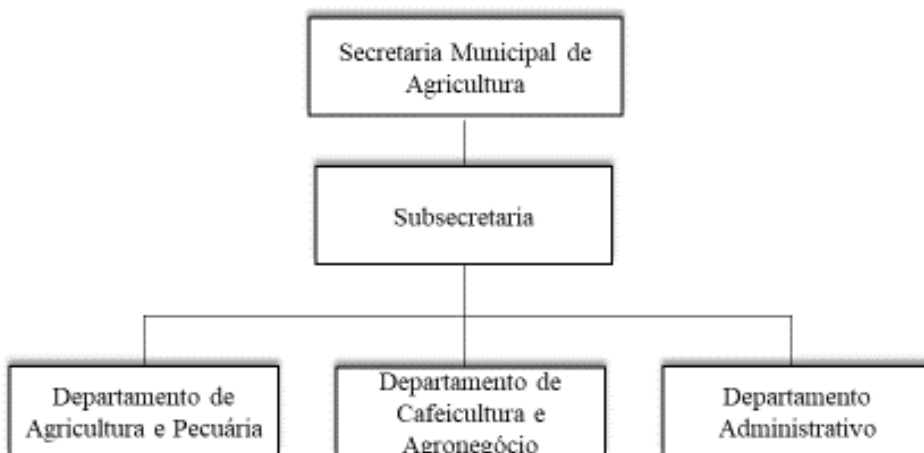 Secretaria Municipal de
Agricultura
Subsecretaria
Departamento de
Agricultura e Pecuária
Departamento de
Cafeicultura e
Agronegócio
Departamento
Administrativo